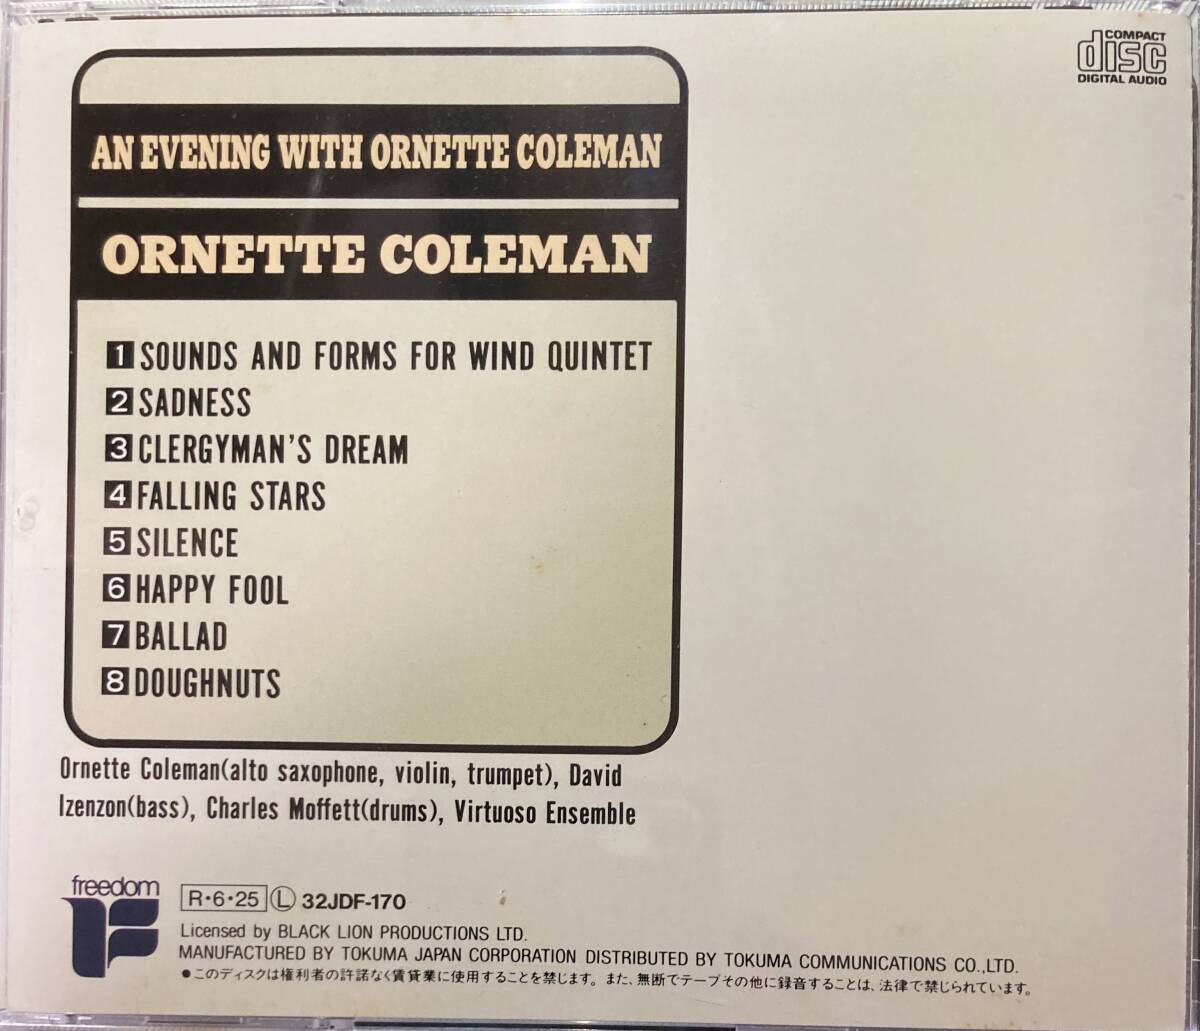 COMPACT
disc
DIGITAL AUDIO
AN EVENING WITH ORNETTE COLEMAN
ORNETTE COLEMAN
1 SOUNDS AND FORMS FOR WIND QUINTET
2 SADNESS
3 CLERGYMAN'S DREAM
4 FALLING STARS
5 SILENCE
6 HAPPY FOOL
7 BALLAD
8 DOUGHNUTS
Ornette Coleman(alto saxophone, violin, trumpet), David
Izenzon(bass), Charles Moffett(drums), Virtuoso Ensemble
freedom
R・6・25 Ⓛ 32JDF-170
Licensed by BLACK LION PRODUCTIONS LTD.
MANUFACTURED BY TOKUMA JAPAN CORPORATION DISTRIBUTED BY TOKUMA COMMUNICATIONS CO.,LTD.
●このディスクは権利者の許諾なく賃貸業に使用することを禁じます。また、無断でテープその他に録音することは、法律で禁じられています。